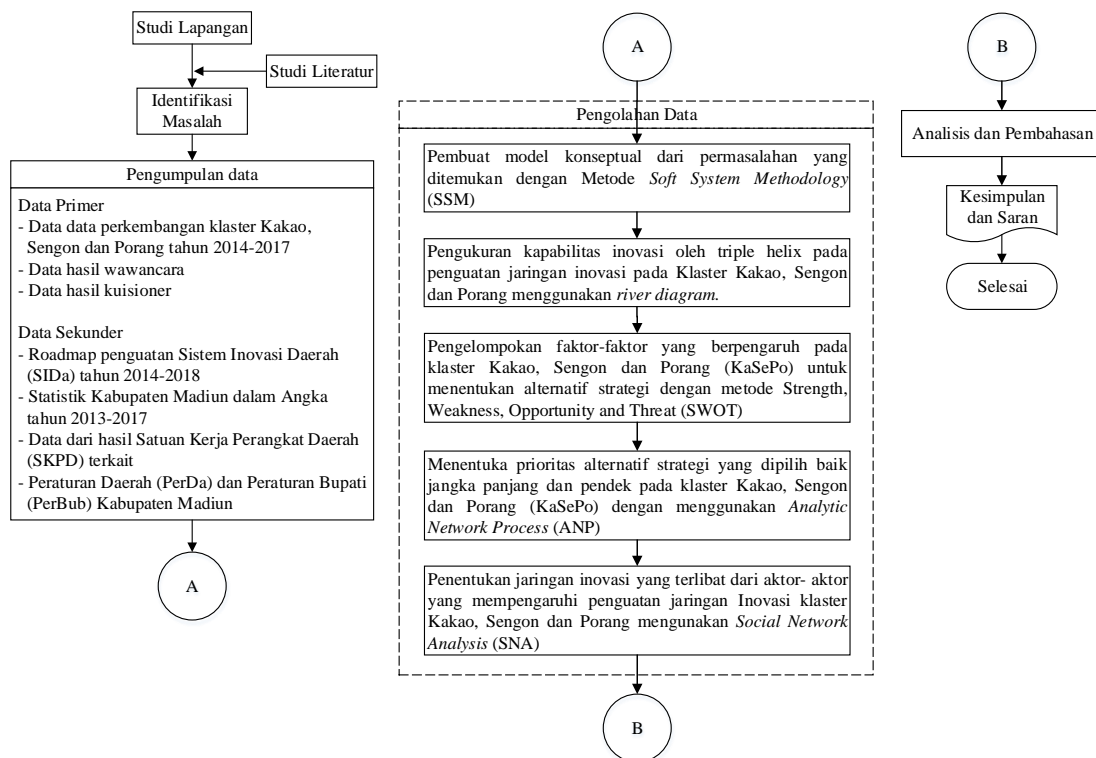 Studi Lapangan
Studi Literatur
Identifikasi
Masalah
Pengumpulan data
Data Primer
- Data data perkembangan klaster Kakao,
Sengon dan Porang tahun 2014-2017
- Data hasil wawancara
- Data hasil kuisioner
Data Sekunder
- Roadmap penguatan Sistem Inovasi Daerah
(SIDa) tahun 2014-2018
- Statistik Kabupaten Madiun dalam Angka
tahun 2013-2017
- Data dari hasil Satuan Kerja Perangkat Daerah
(SKPD) terkait
- Peraturan Daerah (PerDa) dan Peraturan Bupati
(PerBub) Kabupaten Madiun
A
A
Pengolahan Data
Pembuat model konseptual dari permasalahan yang
ditemukan dengan Metode Soft System Methodology
(SSM)
Pengukuran kapabilitas inovasi oleh triple helix pada
penguatan jaringan inovasi pada Klaster Kakao, Sengon
dan Porang menggunakan river diagram.
Pengelompokan faktor-faktor yang berpengaruh pada
klaster Kakao, Sengon dan Porang (KaSePo) untuk
menentukan alternatif strategi dengan metode Strength,
Weakness, Opportunity and Threat (SWOT)
Menentuka prioritas alternatif strategi yang dipilih baik
jangka panjang dan pendek pada klaster Kakao, Sengon
dan Porang (KaSePo) dengan menggunakan Analytic
Network Process (ANP)
Penentukan jaringan inovasi yang terlibat dari aktor- aktor
yang mempengaruhi penguatan jaringan Inovasi klaster
Kakao, Sengon dan Porang mengunakan Social Network
Analysis (SNA)
B
B
Analisis dan Pembahasan
Kesimpulan
dan Saran
Selesai